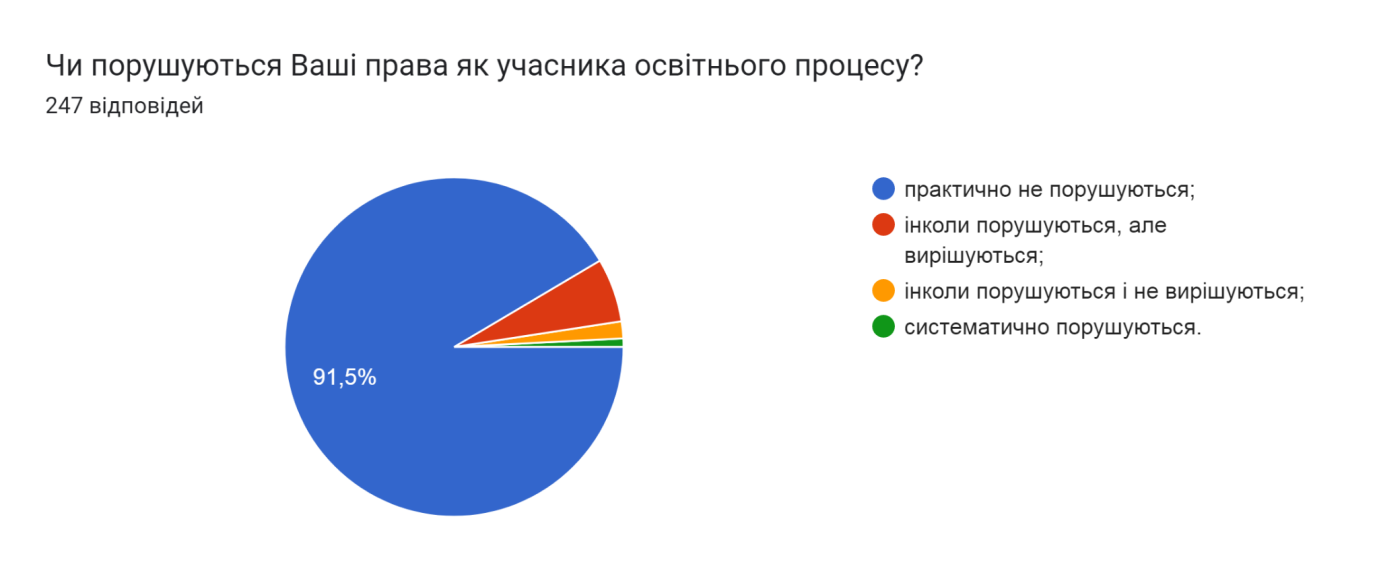 Чи порушуються Ваші права як учасника освітнього процесу?
247 відповідей
практично не порушуються;
інколи порушуються, але
вирішуються;
інколи порушуються і не вирішуються;
систематично порушуються.
91,5%